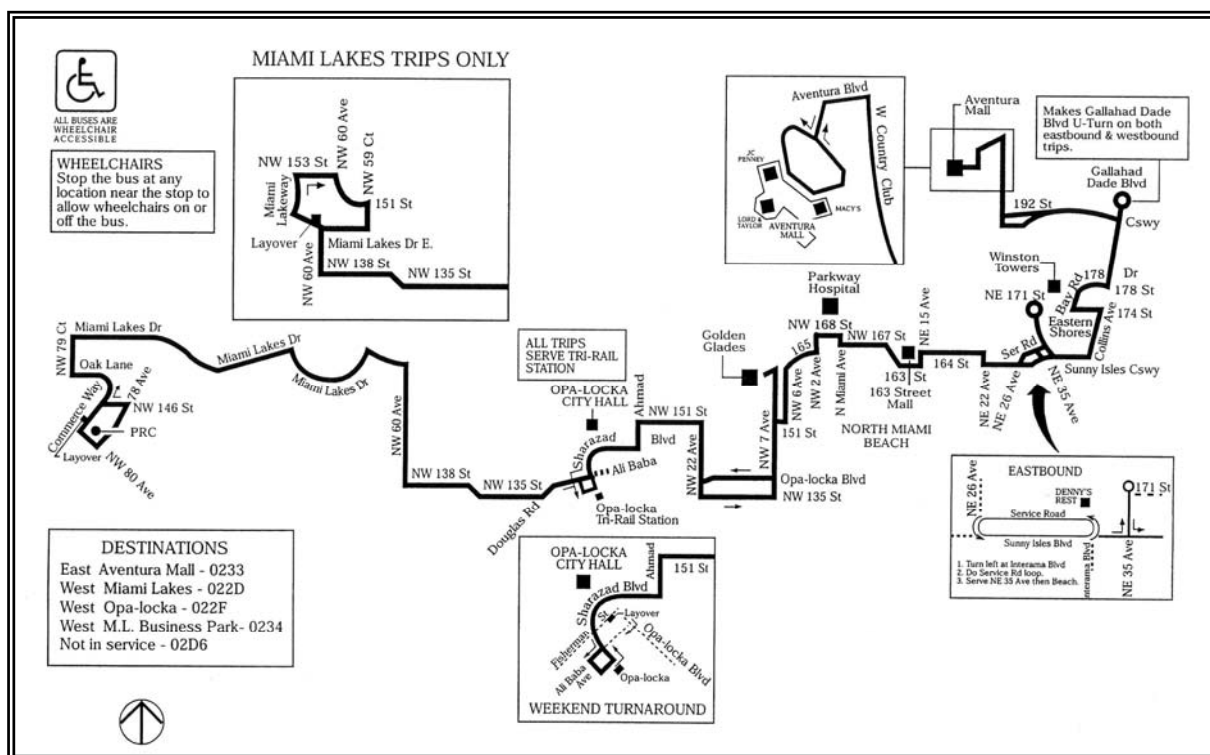 MIAMI LAKES TRIPS ONLY
ALL BUSES ARE
WHEELCHAIR
ACCESSIBLE
WHEELCHAIRS
Stop the bus at any
location near the stop to
allow wheelchairs on or
off the bus.
NW 153 St
NW 60 Ave
NW 59 Ct
Miami
Lakeway
151 St
Layover
Miami Lakes Dr E.
NW 60 Ave
NW 138 St
NW 135 St
Aventura Blvd
W Country Club
JC
PENNEY
LORD &
TAYLOR
MACY'S
AVENTURA
MALL
Aventura
Mall
Makes Gallahad Dade
Blvd U-Turn on both
eastbound & westbound
trips.
Gallahad
Dade Blvd
192 St
Cswy
Winston
Towers
178
Dr
178 St
Bay Rd
NE 171 St
174 St
Eastern
Shores
Collins Ave
Ser Rd
Sunny Isles Cswy
NE 35 Ave
NE 26 Ave
NE 22 Ave
164 St
NE 15 Ave
163 St
163 Street
Mall
NORTH MIAMI
BEACH
Parkway
Hospital
NW 168 St
NW 167 St
N Miami Ave
NW 2 Ave
NW 6 Ave
165
151 St
Golden
Glades
NW 7 Ave
Opa-locka Blvd
NW 135 St
NW 22 Ave
NW 151
Ahmad
Blvd
Sharazad
Ali Baba
ALL TRIPS
SERVE TRI-RAIL
STATION
OPA-LOCKA
CITY HALL
Opa-locka
Tri-Rail Station
Douglas Rd
NW 135 St
NW 138 St
NW 60 Ave
Miami Lakes Dr
Miami Lakes Dr
Miami Lakes Dr
NW 79 Ct
Oak Lane
78 Ave
Commerce Way
NW 146 St
PRC
Layover
NW 80 Ave
DESTINATIONS
East Aventura Mall - 0233
West Miami Lakes - 022D
West Opa-locka - 022F
West M.L. Business Park- 0234
Not in service - 02D6
OPA-LOCKA
CITY HALL
Ahmad
151 St
Sharazad Blvd
St
Layover
Fisherman
Opa-locka Blvd
Ali Baba
Ave
Opa-locka
WEEKEND TURNAROUND
EASTBOUND
NE 26 Ave
DENNY'S
REST
171 St
Service Road
Sunny Isles Blvd
NE 35 Ave
1. Turn left at Interama Blvd
2. Do Service Rd loop.
3. Serve NE 35 Ave then Beach.